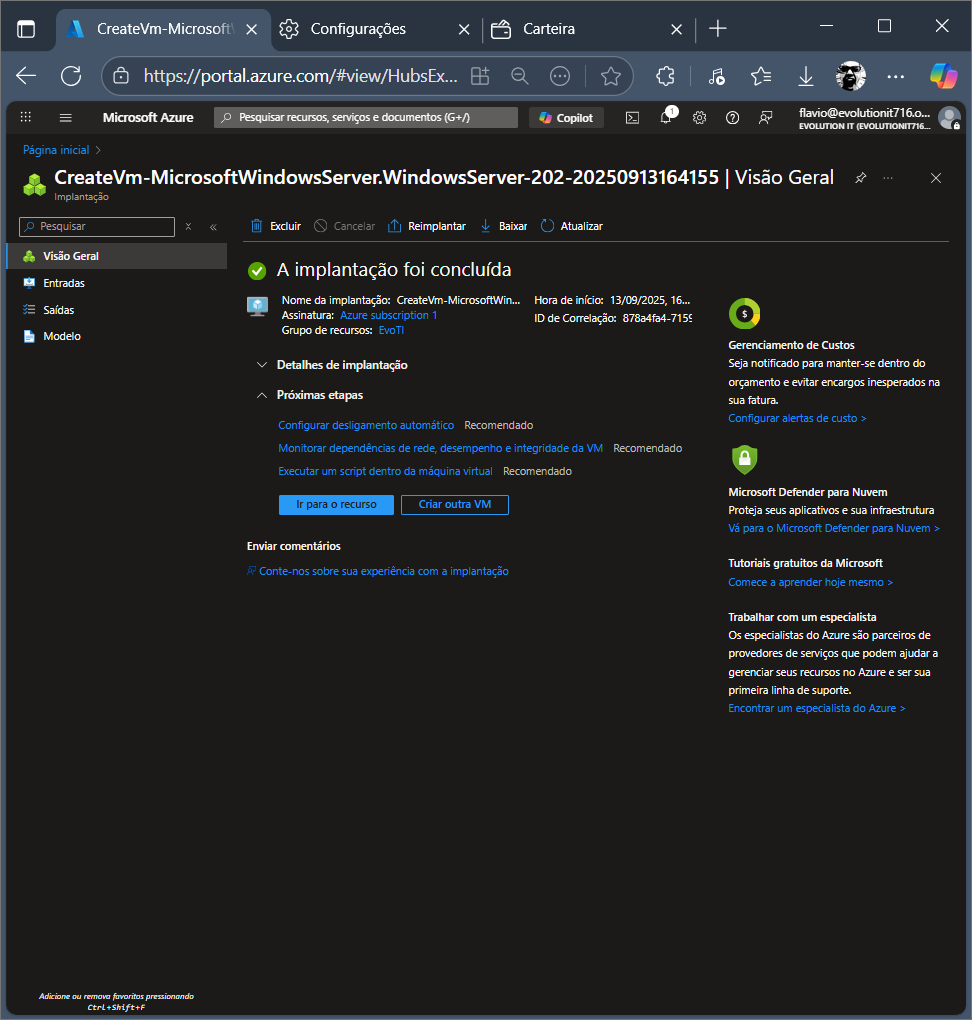 CreateVm-Microsoft
Configurações
Carteira
https://portal.azure.com/#view/HubsEx...
Microsoft Azure
Pesquisar recursos, serviços e documentos (G+/)
Copilot
1
flavio@evolutionit716.o...
EVOLUTION IT (EVOLUTIONIT716...
Página inicial >
CreateVm-MicrosoftWindowsServer.WindowsServer-202-20250913164155 | Visão Geral
Implantação
Pesquisar
Excluir
Cancelar
Reimplantar
Baixar
Atualizar
Visão Geral
Entradas
Saídas
Modelo
A implantação foi concluída
Nome da implantação: CreateVm-MicrosoftWin...
Assinatura: Azure subscription 1
Grupo de recursos: EvoTI
Hora de início: 13/09/2025, 16...
ID de Correlação: 878a4fa4-7159
Detalhes de implantação
Próximas etapas
Configurar desligamento automático Recomendado
Monitorar dependências de rede, desempenho e integridade da VM Recomendado
Executar um script dentro da máquina virtual Recomendado
Ir para o recurso
Criar outra VM
Enviar comentários
Conte-nos sobre sua experiência com a implantação
$
Gerenciamento de Custos
Seja notificado para manter-se dentro do
orçamento e evitar encargos inesperados na
sua fatura.
Configurar alertas de custo >
Microsoft Defender para Nuvem
Proteja seus aplicativos e sua infraestrutura
Vá para o Microsoft Defender para Nuvem >
Tutoriais gratuitos da Microsoft
Comece a aprender hoje mesmo >
Trabalhar com um especialista
Os especialistas do Azure são parceiros de
provedores de serviços que podem ajudar a
gerenciar seus recursos no Azure e ser sua
primeira linha de suporte.
Encontrar um especialista do Azure >
Adicione ou remova favoritos pressionando
Ctrl+Shift+F